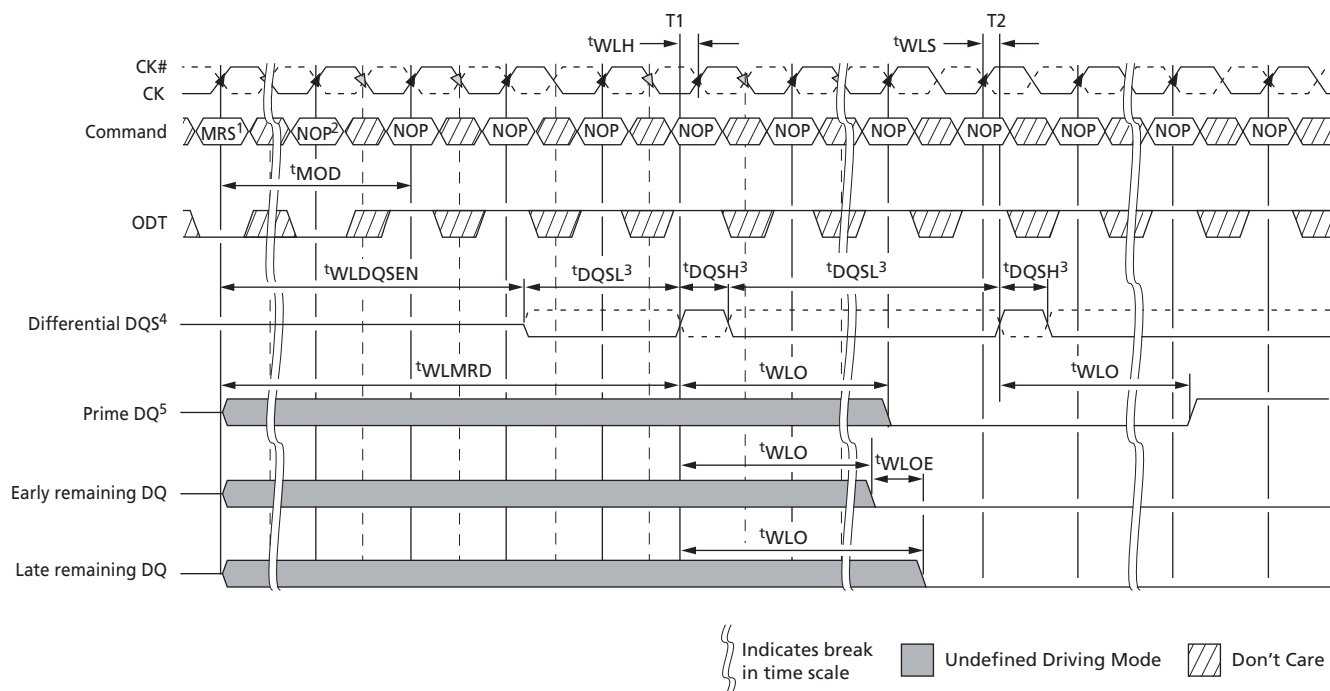 T1 T2
tWLH tWLS
CK#
CK
Command MRS1 NOP2 NOP NOP NOP NOP NOP NOP NOP NOP NOP NOP
tMOD
ODT
tWLDQSEN tDQSL3 tDQSH3 tDQSL3 tDQSH3
Differential DQS4
tWLMRD tWLO tWLO
Prime DQ5
tWLO tWLOE
Early remaining DQ
tWLO
Late remaining DQ
Indicates break
in time scale
Undefined Driving Mode
Don't Care